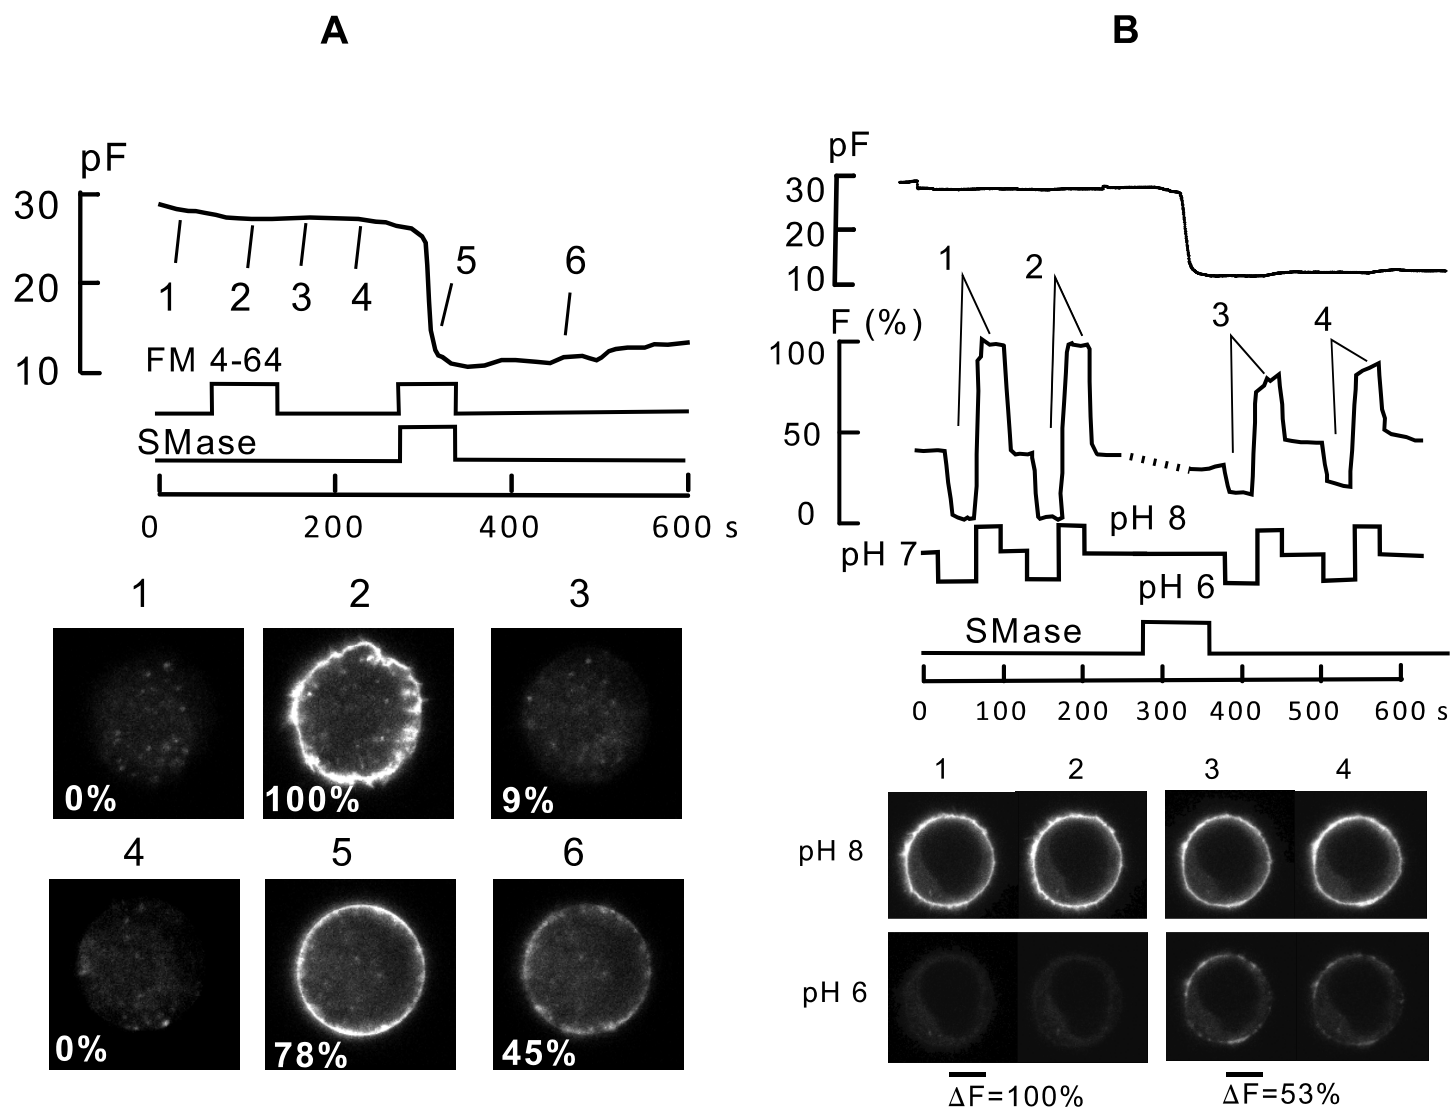 A
pF
30
20
10
1
2
3
4
5
6
FM 4-64
SMase
0 200 400 600 s
1 2 3
0% 100% 9%
4 5 6
0% 78% 45%
B
pF
30
20
10
1
2
3
4
F (%)
100
50
0
pH 8
pH 7
pH 6
SMase
0 100 200 300 400 500 600 s
1 2 3 4
pH 8
pH 6
ΔF=100% ΔF=53%